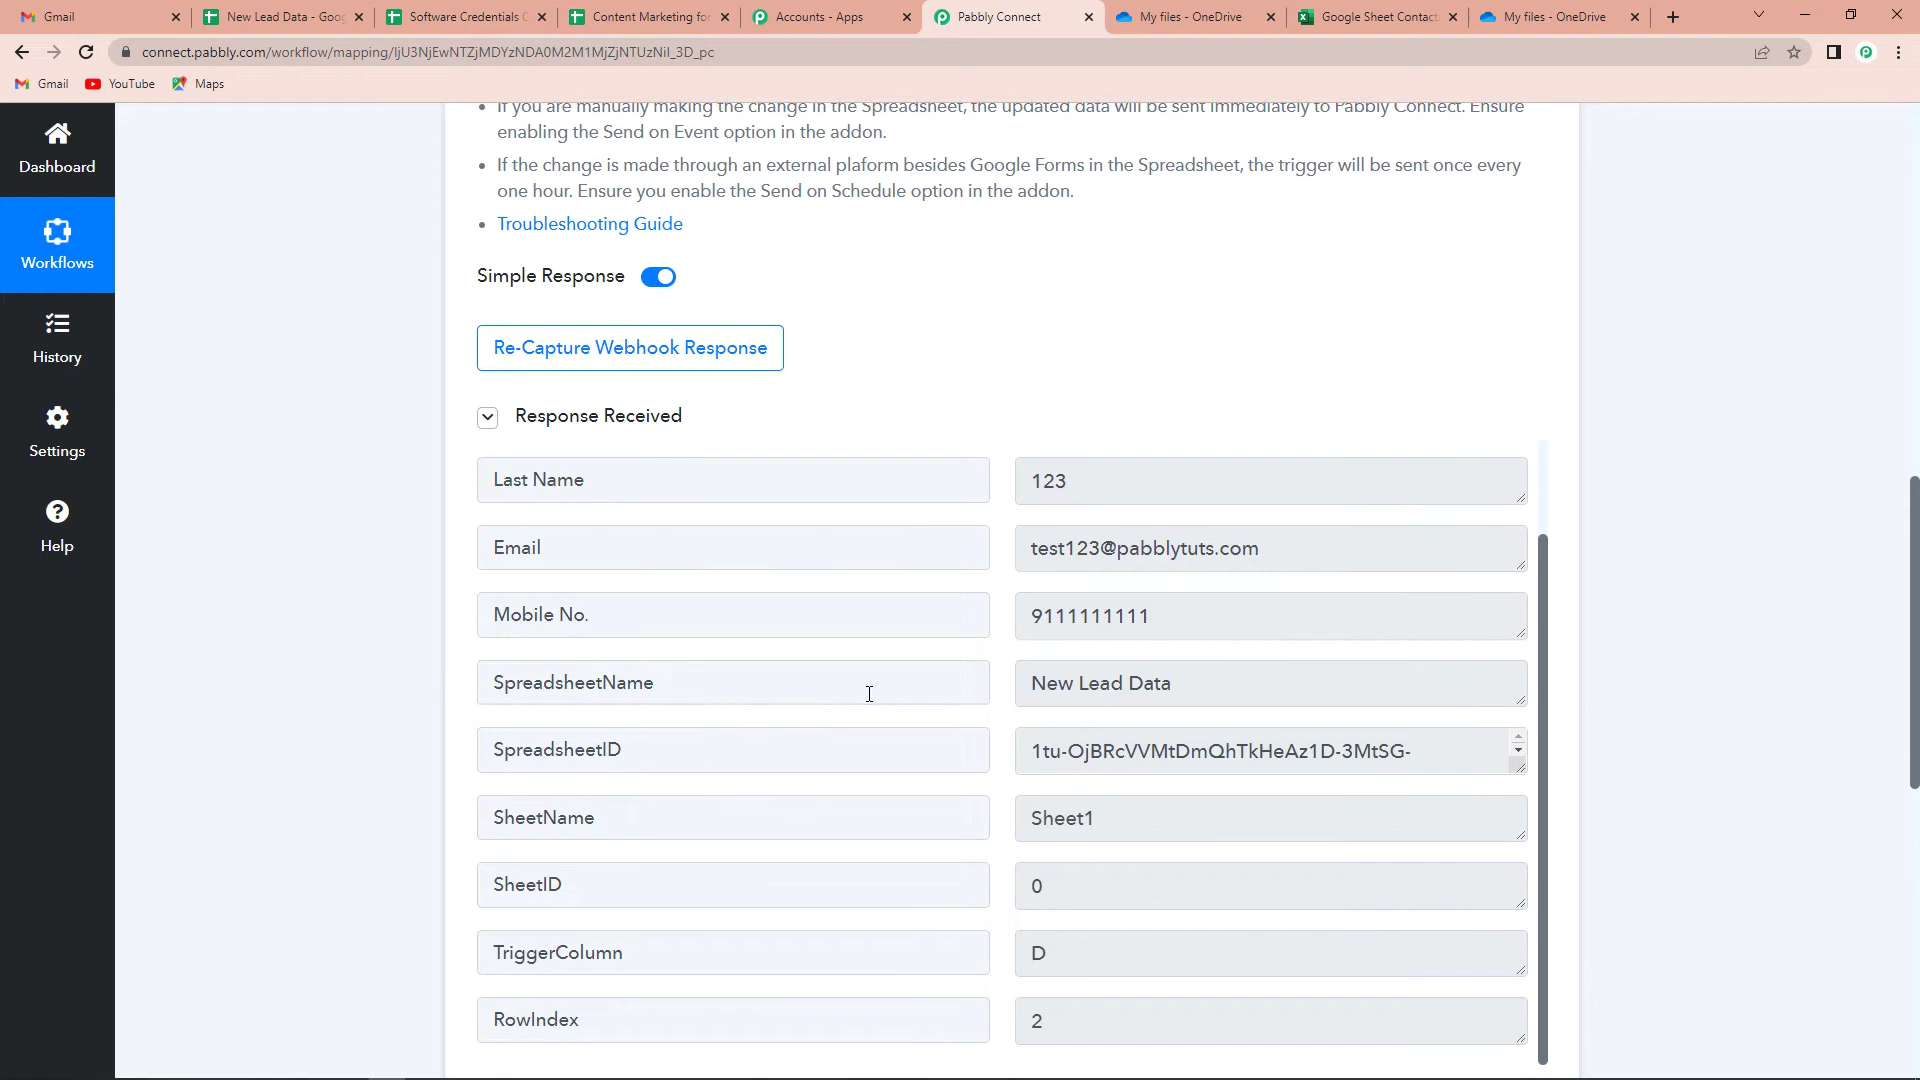 Gmail
New Lead Data - Goo
Software Credentials C
Content Marketing for
Accounts - Apps
Pabbly Connect
My files - OneDrive
Google Sheet Contact
My files - OneDrive
connect.pabbly.com/workflow/mapping/IjU3NjEwNTZjMDYzNDA0M2M1MjZjNTUzNiI_3D_pc
Gmail
YouTube
Maps
Dashboard
Workflows
History
Settings
Help
If you are manually making the change in the Spreadsheet, the updated data will be sent immediately to Pabbly Connect. Ensure
enabling the Send on Event option in the addon.
If the change is made through an external plaform besides Google Forms in the Spreadsheet, the trigger will be sent once every
one hour. Ensure you enable the Send on Schedule option in the addon.
Troubleshooting Guide
Simple Response
Re-Capture Webhook Response
Response Received
Last Name
123
Email
test123@pabblytuts.com
Mobile No.
9111111111
SpreadsheetName
New Lead Data
SpreadsheetID
1tu-OjBRcVVMtDmQhTkHeAz1D-3MtSG-
SheetName
Sheet1
SheetID
0
TriggerColumn
D
RowIndex
2